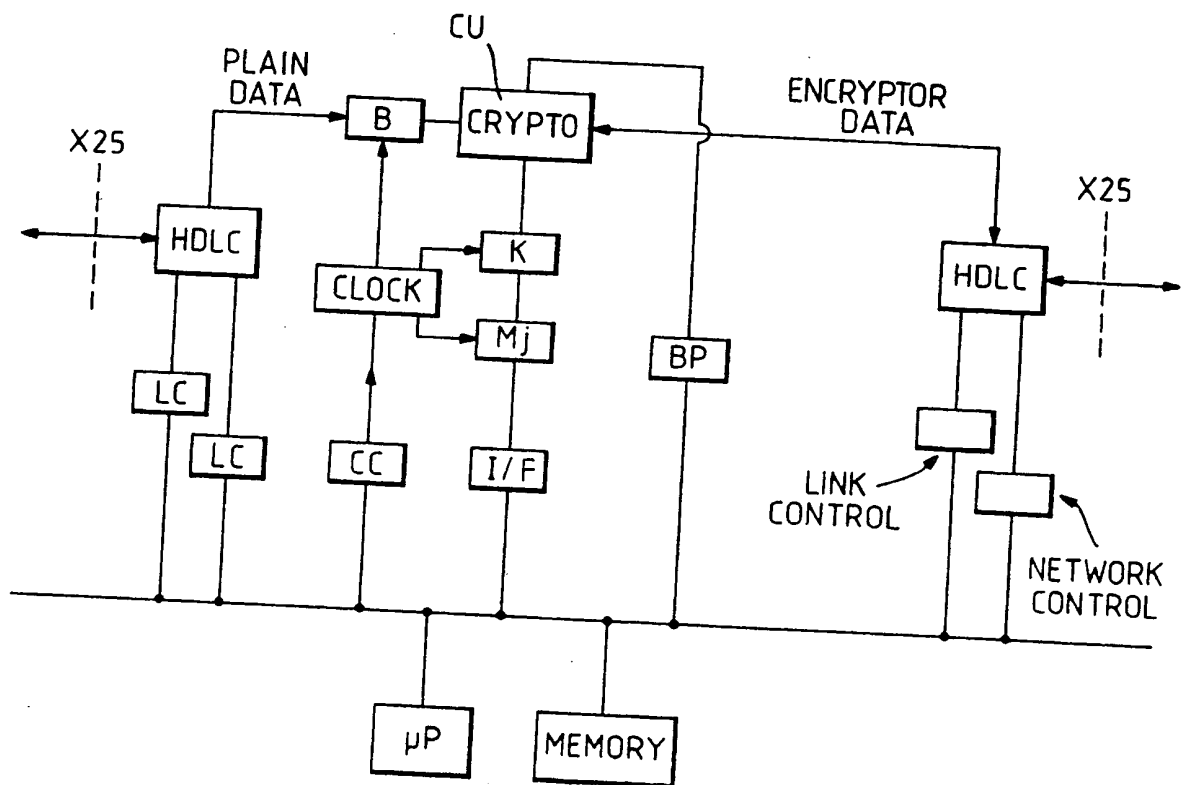 CU
PLAIN
DATA
B
CRYPTO
ENCRYPTOR
DATA
X25
X25
HDLC
K
HDLC
CLOCK
Mj
BP
LC
LC
CC
I/F
LINK
CONTROL
NETWORK
CONTROL
µP
MEMORY